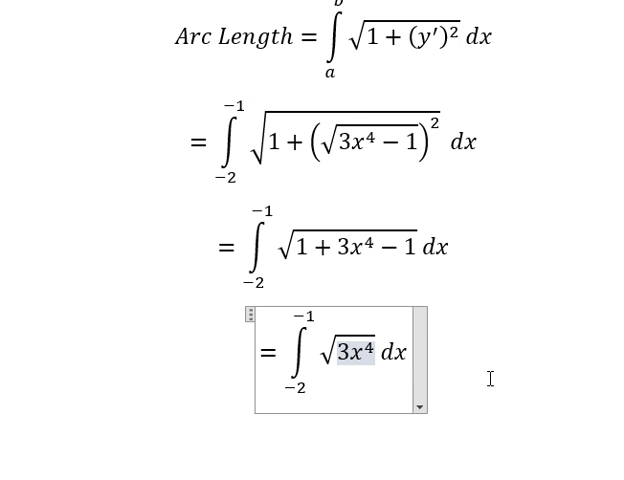 b
Arc Length = ∫ √1 + (y′)² dx
a
−1
= ∫ √1 + (√3x⁴ − 1)² dx
−2
−1
= ∫ √1 + 3x⁴ − 1 dx
−2
−1
= ∫ √3x⁴ dx
−2